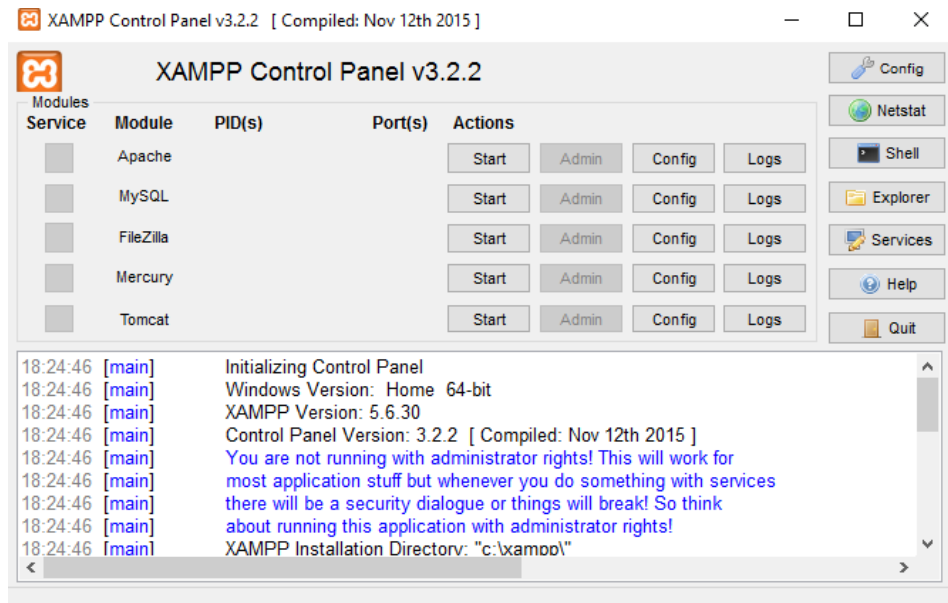 XAMPP Control Panel v3.2.2 [ Compiled: Nov 12th 2015 ]
XAMPP Control Panel v3.2.2
Config
Netstat
Shell
Explorer
Services
Help
Quit
Modules
Service Module PID(s) Port(s) Actions
Apache Start Admin Config Logs
MySQL Start Admin Config Logs
FileZilla Start Admin Config Logs
Mercury Start Admin Config Logs
Tomcat Start Admin Config Logs
18:24:46 [main] Initializing Control Panel
18:24:46 [main] Windows Version: Home 64-bit
18:24:46 [main] XAMPP Version: 5.6.30
18:24:46 [main] Control Panel Version: 3.2.2 [ Compiled: Nov 12th 2015 ]
18:24:46 [main] You are not running with administrator rights! This will work for
18:24:46 [main] most application stuff but whenever you do something with services
18:24:46 [main] there will be a security dialogue or things will break! So think
18:24:46 [main] about running this application with administrator rights!
18:24:46 [main] XAMPP Installation Directory: "c:\xampp\"